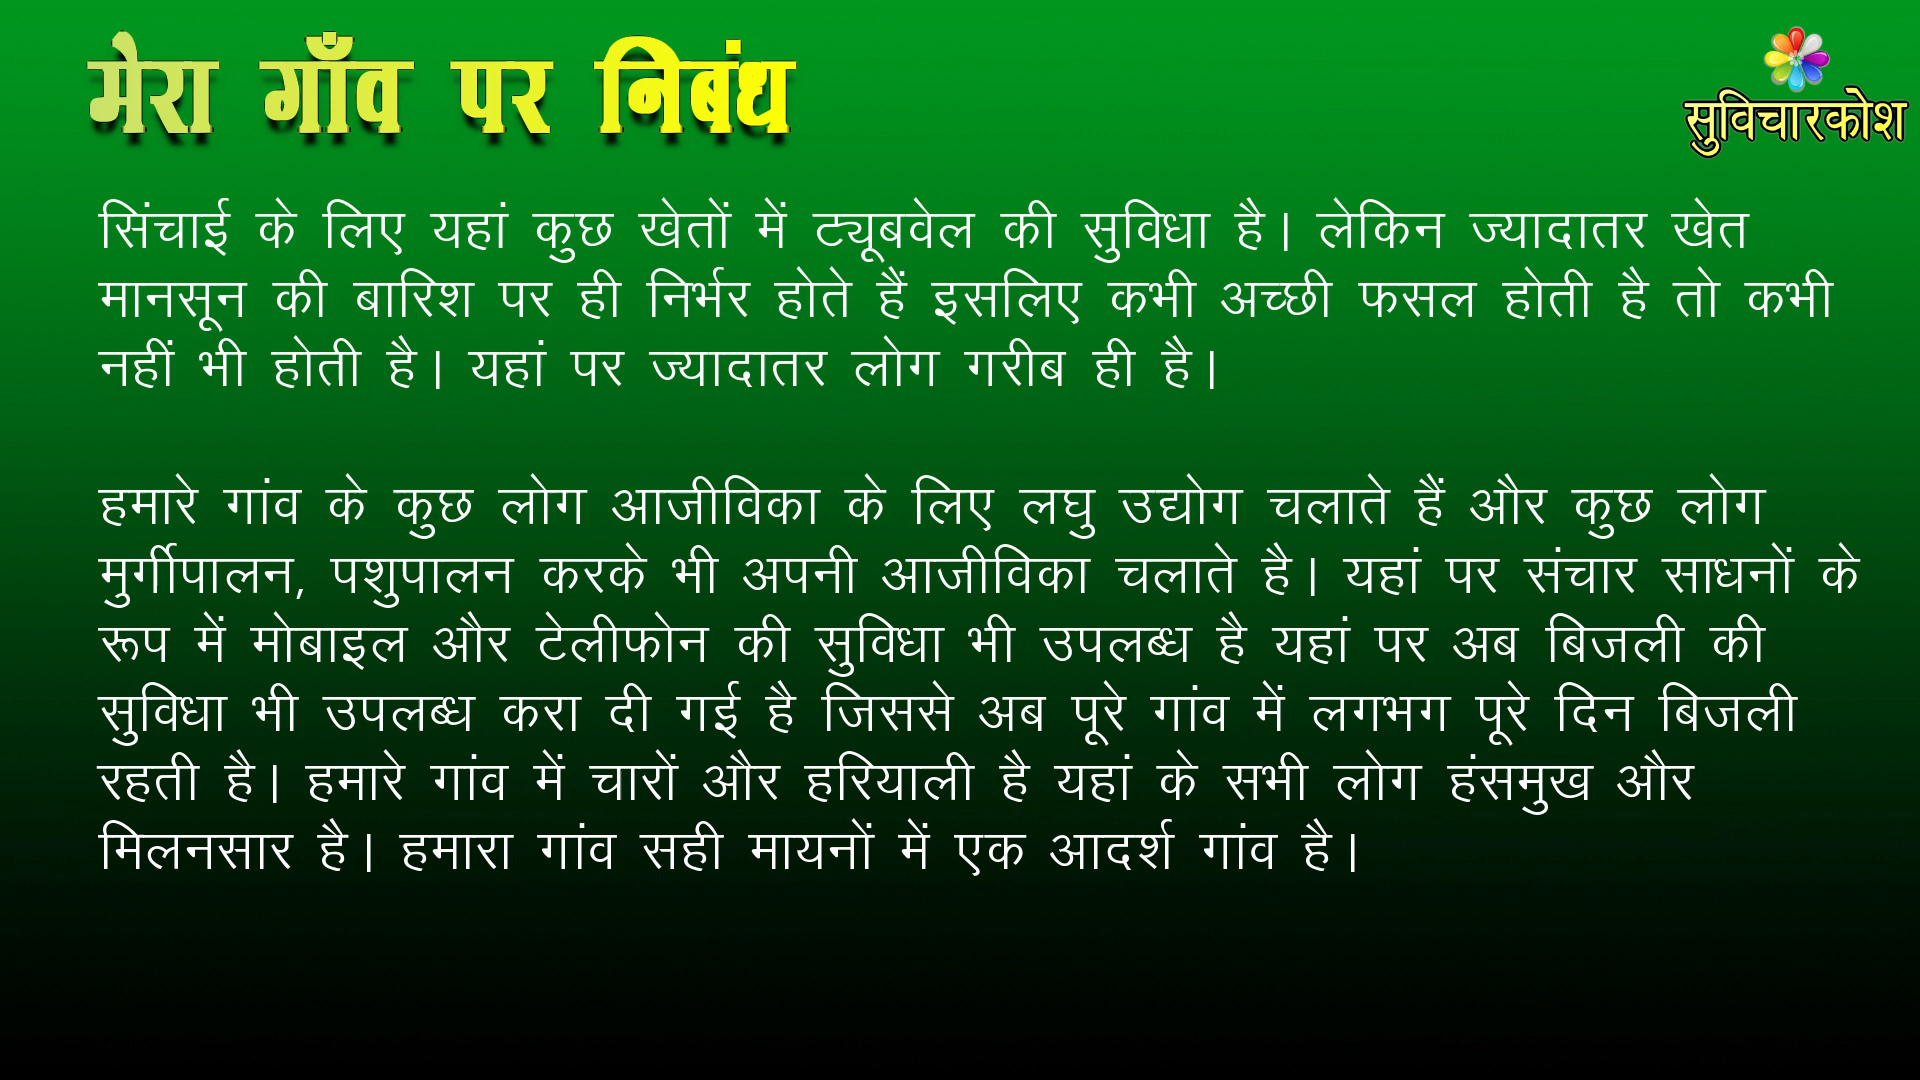 मेरा गाँव पर निबंध
सुविचारकोश
सिंचाई के लिए यहां कुछ खेतों में ट्यूबवेल की सुविधा है। लेकिन ज्यादातर खेत
मानसून की बारिश पर ही निर्भर होते हैं इसलिए कभी अच्छी फसल होती है तो कभी
नहीं भी होती है। यहां पर ज्यादातर लोग गरीब ही है।
हमारे गांव के कुछ लोग आजीविका के लिए लघु उद्योग चलाते हैं और कुछ लोग
मुर्गीपालन, पशुपालन करके भी अपनी आजीविका चलाते है। यहां पर संचार साधनों के
रूप में मोबाइल और टेलीफोन की सुविधा भी उपलब्ध है यहां पर अब बिजली की
सुविधा भी उपलब्ध करा दी गई है जिससे अब पूरे गांव में लगभग पूरे दिन बिजली
रहती है। हमारे गांव में चारों और हरियाली है यहां के सभी लोग हंसमुख और
मिलनसार है। हमारा गांव सही मायनों में एक आदर्श गांव है।